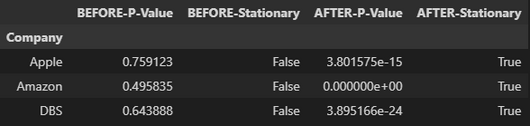 BEFORE-P-Value BEFORE-Stationary AFTER-P-Value AFTER-Stationary
Company
Apple 0.759123 False 3.801575e-15 True
Amazon 0.495835 False 0.000000e+00 True
DBS 0.643888 False 3.895166e-24 True